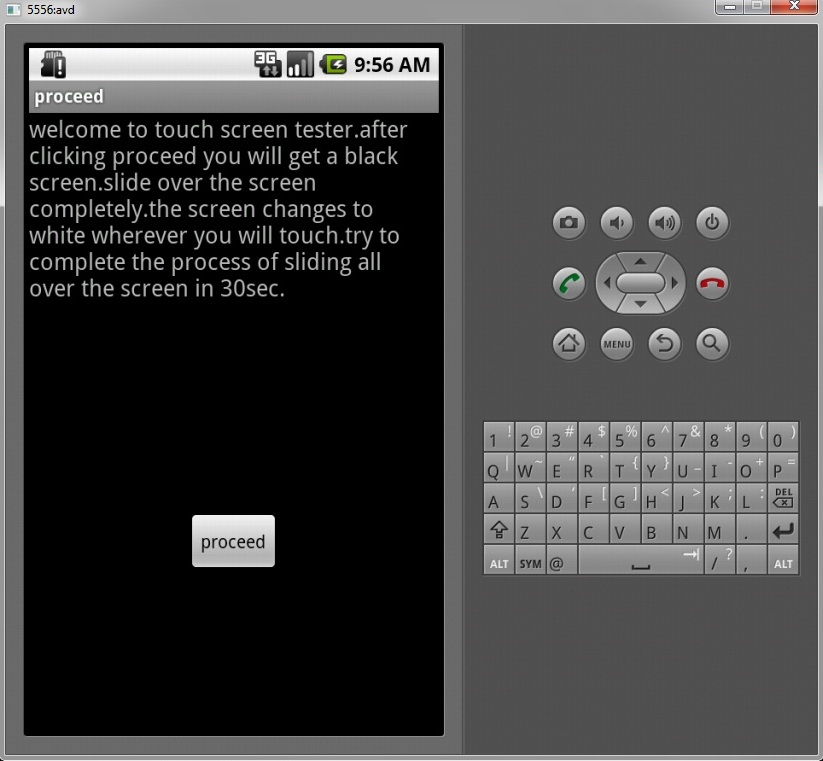 5556:avd
3G 9:56 AM
proceed
welcome to touch screen tester.after
clicking proceed you will get a black
screen.slide over the screen
completely.the screen changes to
white wherever you will touch.try to
complete the process of sliding all
over the screen in 30sec.
proceed
MENU
1 ! 2 @ 3 # 4 $ 5 % 6 ^ 7 & 8 * 9 ( 0 )
Q | W ~ E " R ` T { Y } U _ I - O + P =
A S \ D ' F [ G ] H < J > K ; L : DEL
Z X C V B N M .
ALT SYM @ / ? , ALT